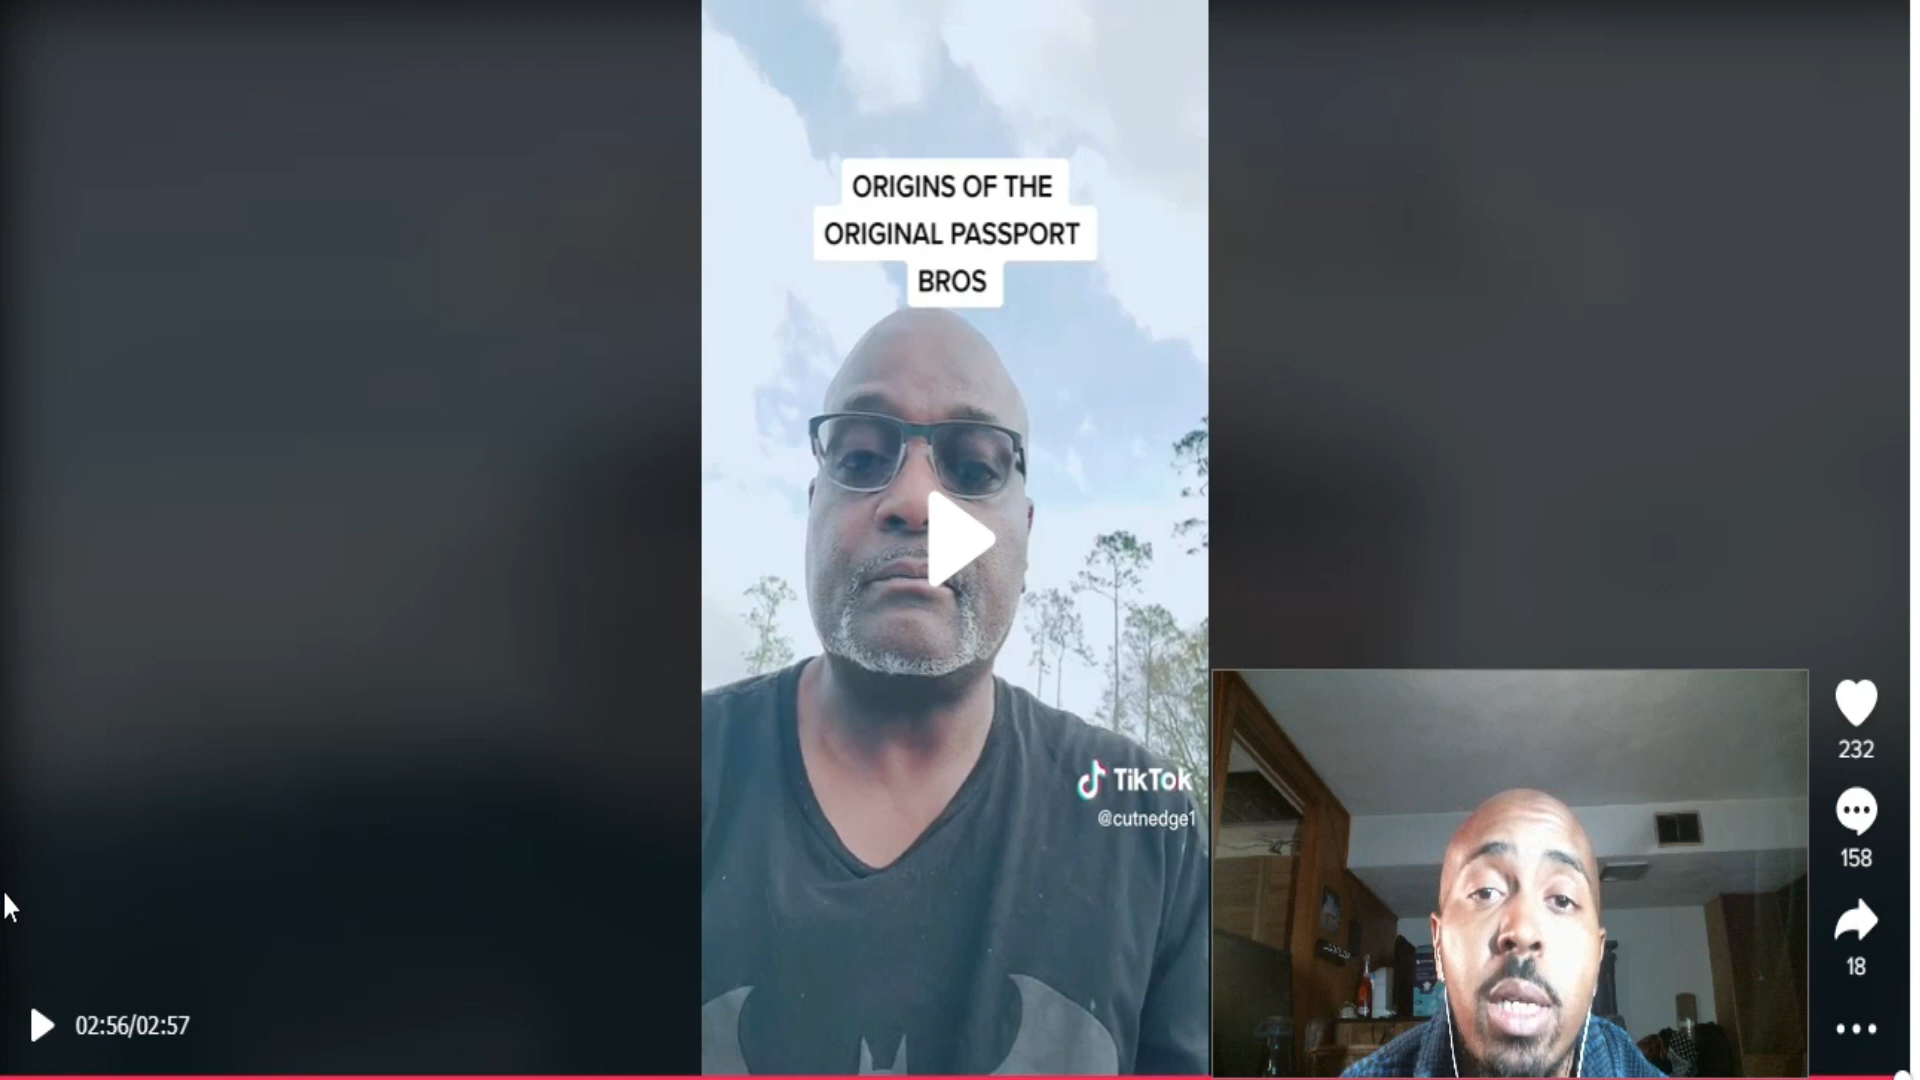 ORIGINS OF THE
ORIGINAL PASSPORT
BROS
TikTok
@cutnedge1
232
158
18
02:56/02:57